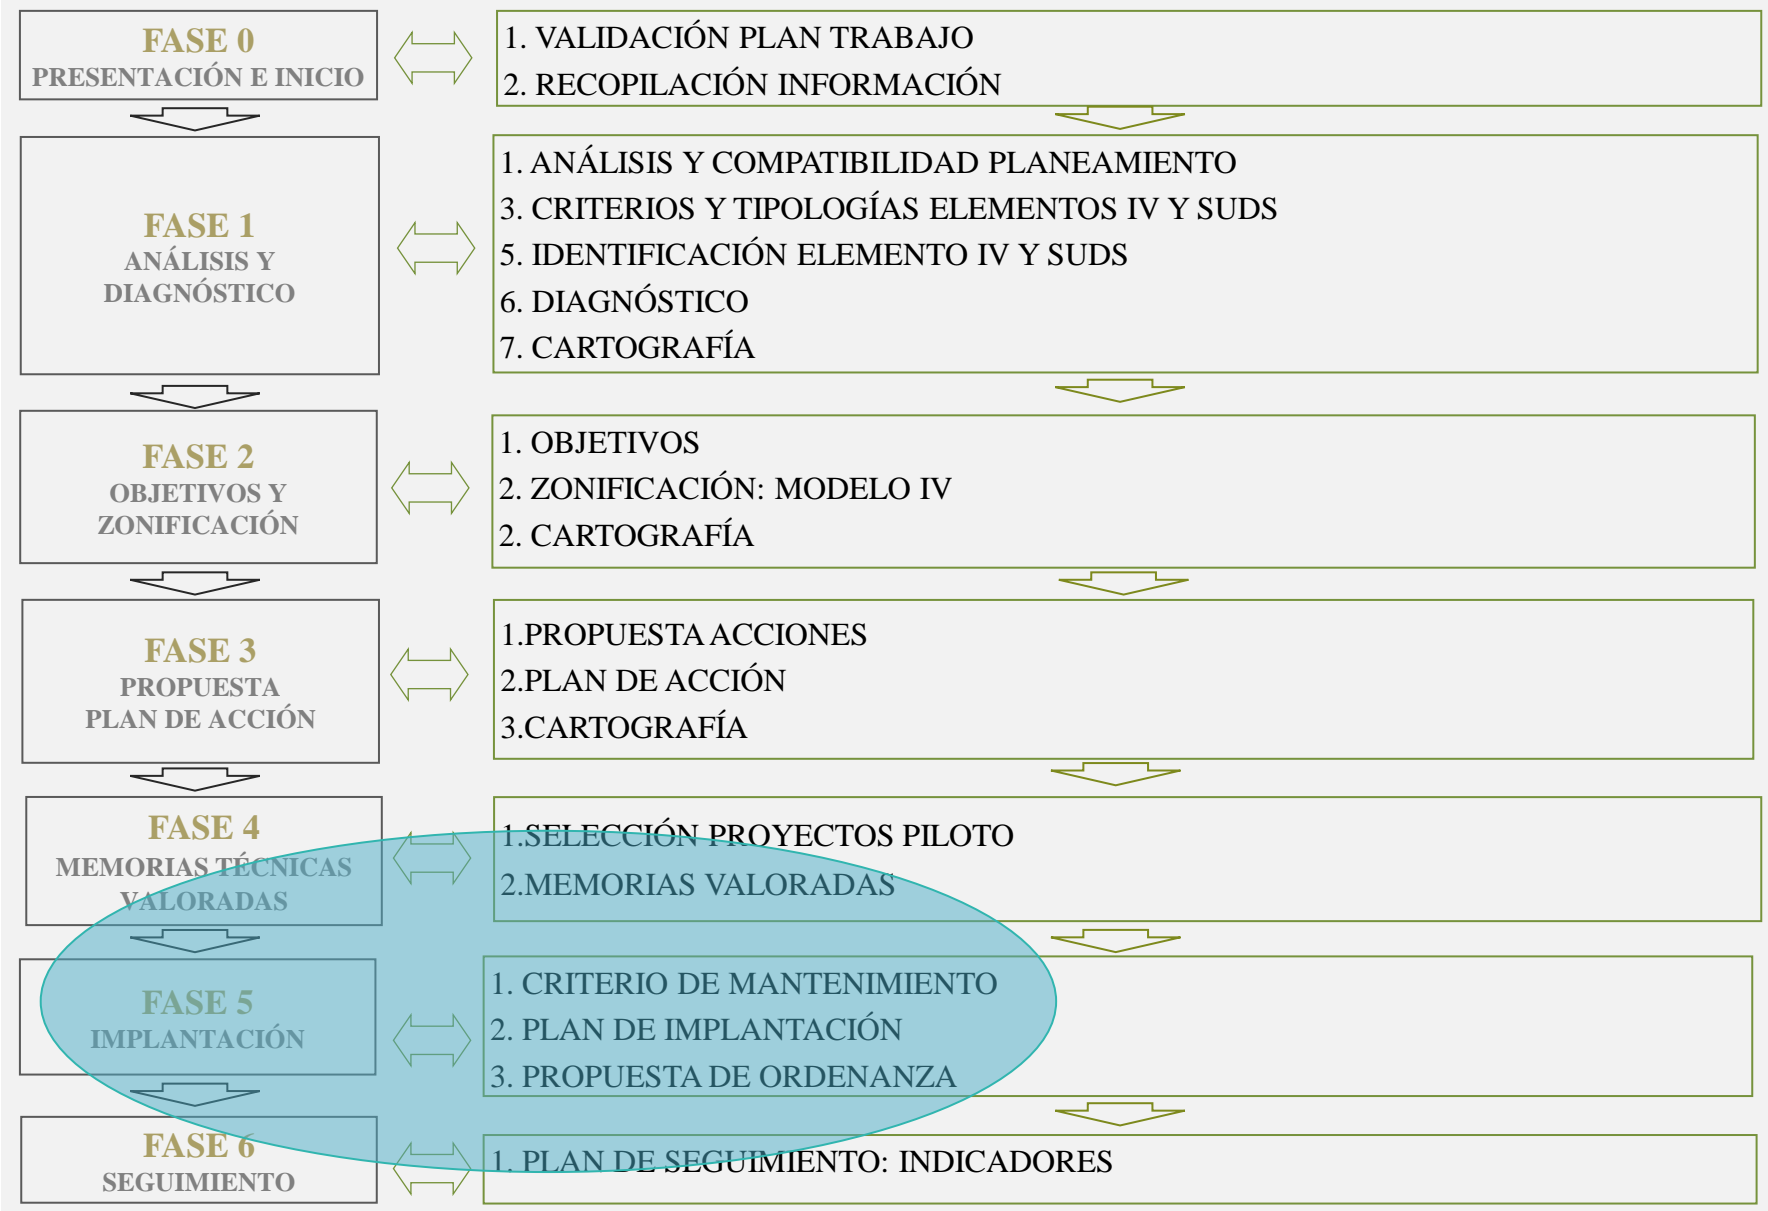 FASE 0
PRESENTACIÓN E INICIO
1. VALIDACIÓN PLAN TRABAJO
2. RECOPILACIÓN INFORMACIÓN
FASE 1
ANÁLISIS Y
DIAGNÓSTICO
1. ANÁLISIS Y COMPATIBILIDAD PLANEAMIENTO
3. CRITERIOS Y TIPOLOGÍAS ELEMENTOS IV Y SUDS
5. IDENTIFICACIÓN ELEMENTO IV Y SUDS
6. DIAGNÓSTICO
7. CARTOGRAFÍA
FASE 2
OBJETIVOS Y
ZONIFICACIÓN
1. OBJETIVOS
2. ZONIFICACIÓN: MODELO IV
2. CARTOGRAFÍA
FASE 3
PROPUESTA
PLAN DE ACCIÓN
1.PROPUESTA ACCIONES
2.PLAN DE ACCIÓN
3.CARTOGRAFÍA
FASE 4
MEMORIAS TÉCNICAS
VALORADAS
1.SELECCIÓN PROYECTOS PILOTO
2.MEMORIAS VALORADAS
FASE 5
IMPLANTACIÓN
1. CRITERIO DE MANTENIMIENTO
2. PLAN DE IMPLANTACIÓN
3. PROPUESTA DE ORDENANZA
FASE 6
SEGUIMIENTO
1. PLAN DE SEGUIMIENTO: INDICADORES